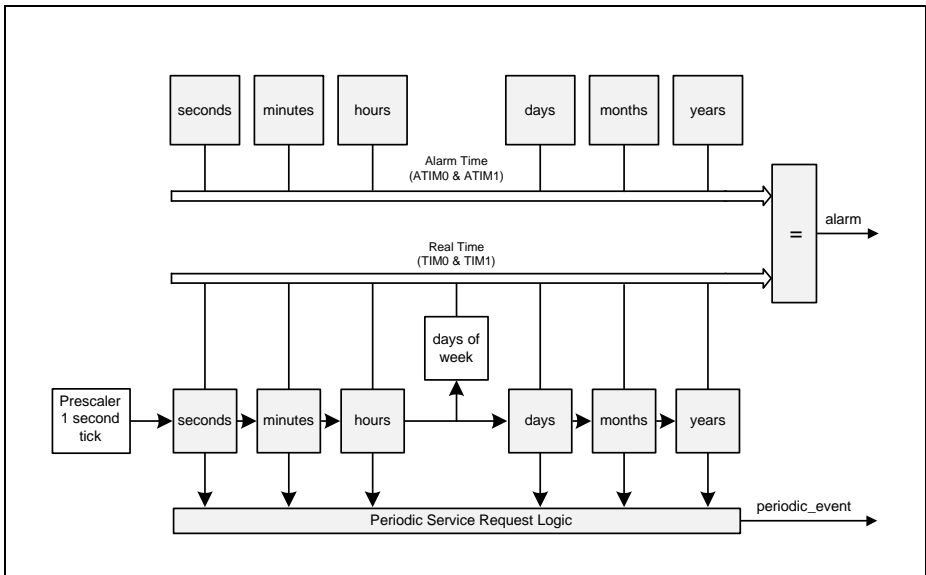 seconds
minutes
hours
days
months
years
Alarm Time
(ATIM0 & ATIM1)
=
alarm
Real Time
(TIM0 & TIM1)
days of
week
Prescaler
1 second
tick
seconds
minutes
hours
days
months
years
Periodic Service Request Logic
periodic_event